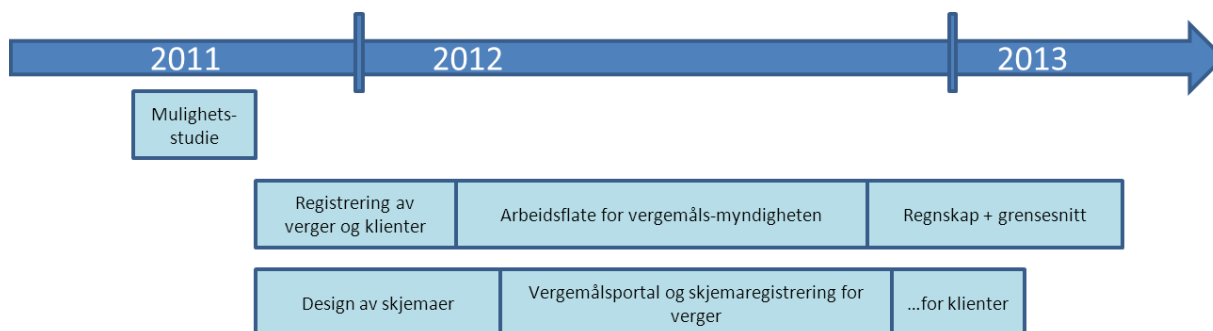 2011
2012
2013
Mulighets-
studie
Registrering av
verger og klienter
Arbeidsflate for vergemåls-myndigheten
Regnskap + grensesnitt
Design av skjemaer
Vergemålsportal og skjemaregistrering for
verger
...for klienter